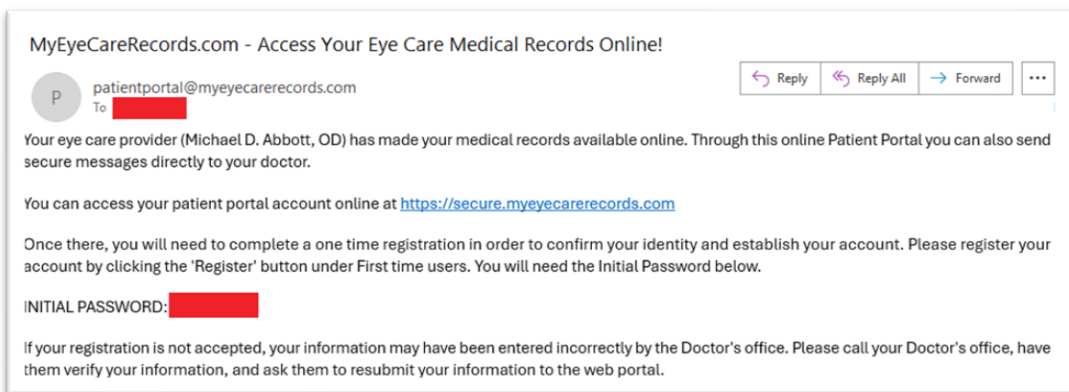 MyEyeCareRecords.com - Access Your Eye Care Medical Records Online!
P
patientportal@myeyecarerecords.com
To
Reply
Reply All
Forward
Your eye care provider (Michael D. Abbott, OD) has made your medical records available online. Through this online Patient Portal you can also send
secure messages directly to your doctor.
You can access your patient portal account online at https://secure.myeyecarerecords.com
Once there, you will need to complete a one time registration in order to confirm your identity and establish your account. Please register your
account by clicking the 'Register' button under First time users. You will need the Initial Password below.
INITIAL PASSWORD:
If your registration is not accepted, your information may have been entered incorrectly by the Doctor's office. Please call your Doctor's office, have
them verify your information, and ask them to resubmit your information to the web portal.